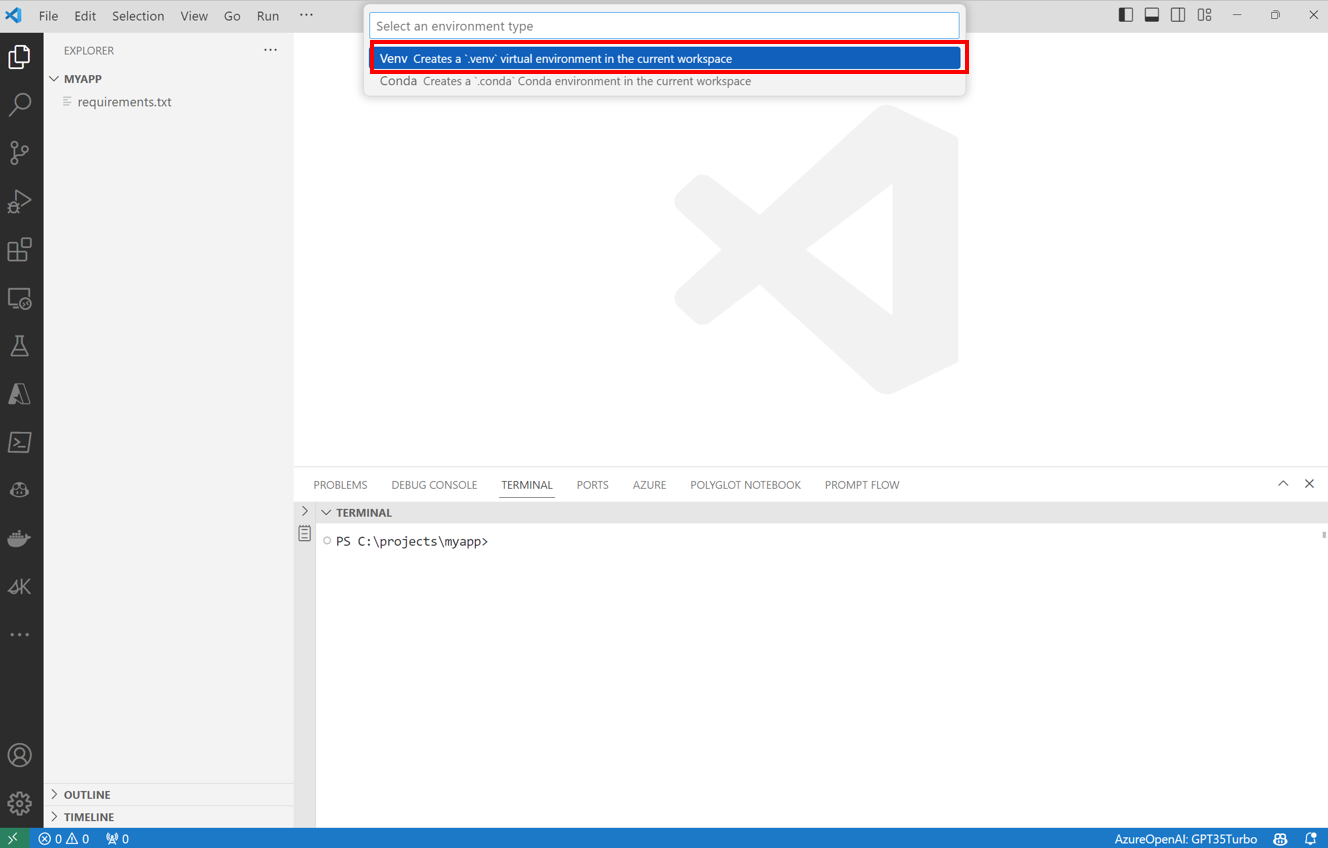 File Edit Selection View Go Run ···
Select an environment type
Venv Creates a `.venv` virtual environment in the current workspace
Conda Creates a `.conda` Conda environment in the current workspace
EXPLORER
MYAPP
requirements.txt
PROBLEMS DEBUG CONSOLE TERMINAL PORTS AZURE POLYGLOT NOTEBOOK PROMPT FLOW
TERMINAL
PS C:\projects\myapp>
OUTLINE
TIMELINE
0 0 0 AzureOpenAI: GPT35Turbo